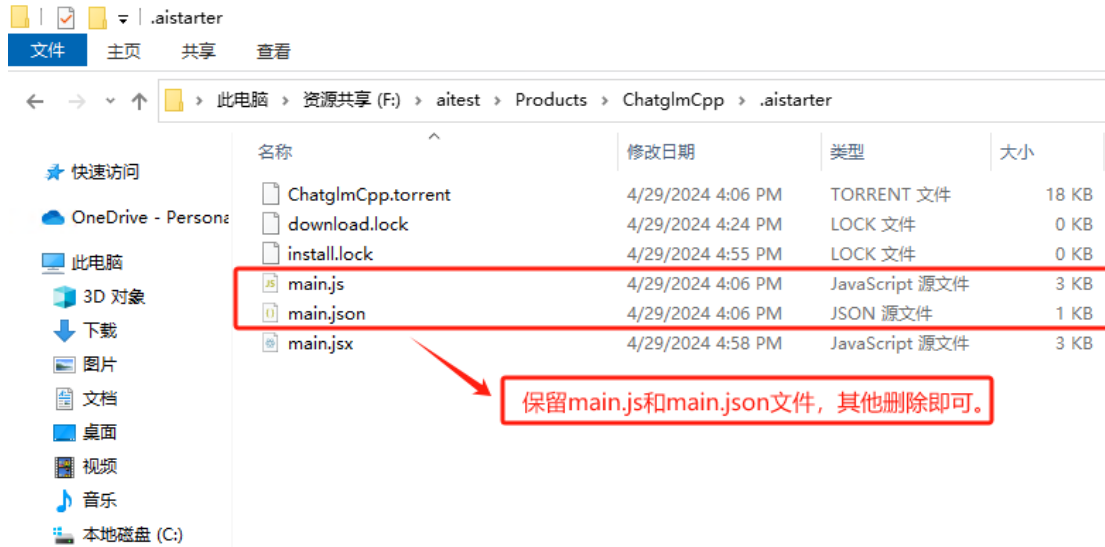 .aistarter
文件 主页 共享 查看
此电脑 资源共享 (F:) aitest Products ChatglmCpp .aistarter
名称 修改日期 类型 大小
快速访问
OneDrive - Persona
此电脑
3D 对象
下载
图片
文档
桌面
视频
音乐
本地磁盘 (C:)
ChatglmCpp.torrent 4/29/2024 4:06 PM TORRENT 文件 18 KB
download.lock 4/29/2024 4:24 PM LOCK 文件 0 KB
install.lock 4/29/2024 4:55 PM LOCK 文件 0 KB
main.js 4/29/2024 4:06 PM JavaScript 源文件 3 KB
main.json 4/29/2024 4:06 PM JSON 源文件 1 KB
main.jsx 4/29/2024 4:58 PM JavaScript 源文件 3 KB
保留main.js和main.json文件，其他删除即可。